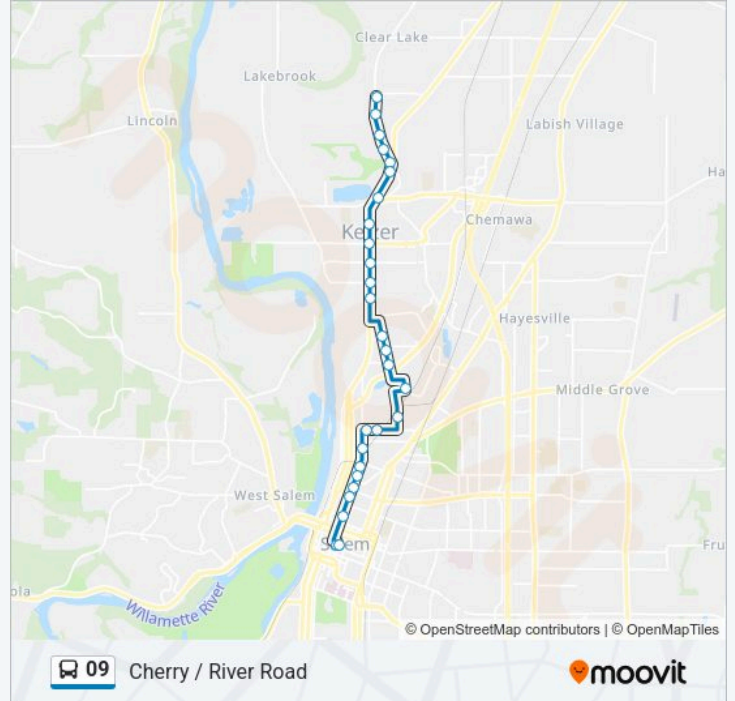 Clear Lake
Lakebrook
Lincoln
Labish Village
Ha
Chemawa
Keizer
Hayesville
Middle Grove
West Salem
Salem
Fru
ola
Willamette River
© OpenStreetMap contributors | © OpenMapTiles
09 Cherry / River Road
moovit